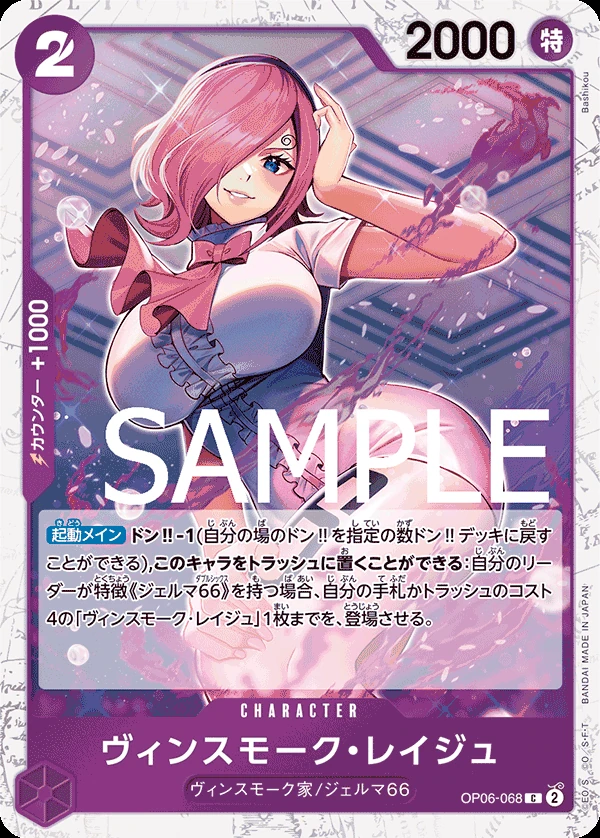 2
2000
特
Bashikou
カウンター +1000
SAMPLE
起動メイン ドン!!-1(自分の場のドン!!を指定の数ドン!!デッキに戻す
ことができる),このキャラをトラッシュに置くことができる:自分のリー
ダーが特徴《ジェルマ66》を持つ場合、自分の手札かトラッシュのコスト
4の「ヴィンスモーク・レイジュ」1枚までを、登場させる。
CHARACTER
ヴィンスモーク・レイジュ
ヴィンスモーク家/ジェルマ66
OP06-068 C 2
BANDAI MADE IN JAPAN